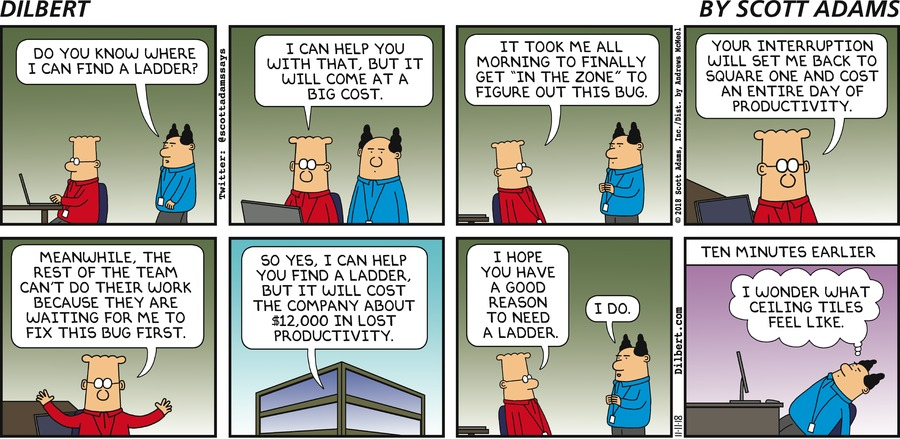 DILBERT
BY SCOTT ADAMS
DO YOU KNOW WHERE
I CAN FIND A LADDER?
Twitter: @scottadamssays
I CAN HELP YOU
WITH THAT, BUT IT
WILL COME AT A
BIG COST.
IT TOOK ME ALL
MORNING TO FINALLY
GET "IN THE ZONE" TO
FIGURE OUT THIS BUG.
© 2018 Scott Adams, Inc./Dist. by Andrews McMeel
YOUR INTERRUPTION
WILL SET ME BACK TO
SQUARE ONE AND COST
AN ENTIRE DAY OF
PRODUCTIVITY.
MEANWHILE, THE
REST OF THE TEAM
CAN'T DO THEIR WORK
BECAUSE THEY ARE
WAITING FOR ME TO
FIX THIS BUG FIRST.
SO YES, I CAN HELP
YOU FIND A LADDER,
BUT IT WILL COST
THE COMPANY ABOUT
$12,000 IN LOST
PRODUCTIVITY.
I HOPE
YOU HAVE
A GOOD
REASON
TO NEED
A LADDER.
I DO.
Dilbert.com
11-11-18
TEN MINUTES EARLIER
I WONDER WHAT
CEILING TILES
FEEL LIKE.